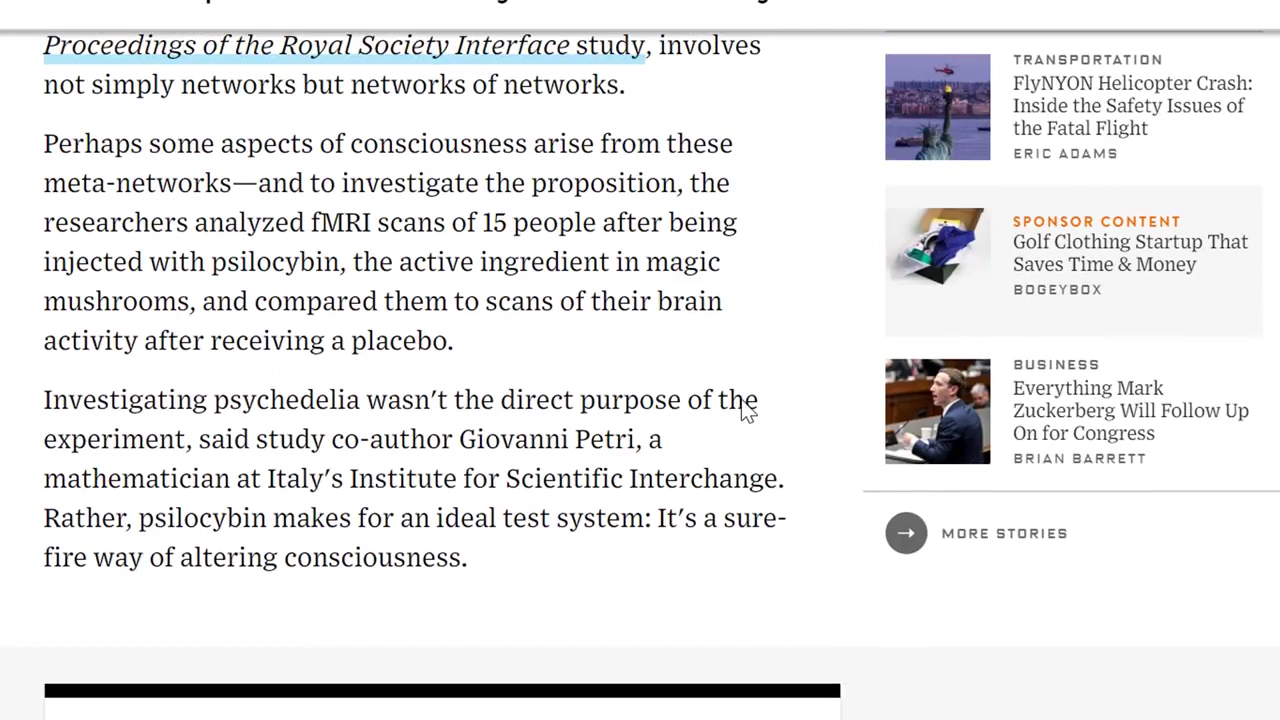 Proceedings of the Royal Society Interface study, involves
not simply networks but networks of networks.
Perhaps some aspects of consciousness arise from these
meta-networks—and to investigate the proposition, the
researchers analyzed fMRI scans of 15 people after being
injected with psilocybin, the active ingredient in magic
mushrooms, and compared them to scans of their brain
activity after receiving a placebo.
Investigating psychedelia wasn't the direct purpose of the
experiment, said study co-author Giovanni Petri, a
mathematician at Italy's Institute for Scientific Interchange.
Rather, psilocybin makes for an ideal test system: It's a sure-
fire way of altering consciousness.
TRANSPORTATION
FlyNYON Helicopter Crash:
Inside the Safety Issues of
the Fatal Flight
ERIC ADAMS
SPONSOR CONTENT
Golf Clothing Startup That
Saves Time & Money
BOGEYBOX
BUSINESS
Everything Mark
Zuckerberg Will Follow Up
On for Congress
BRIAN BARRETT
MORE STORIES